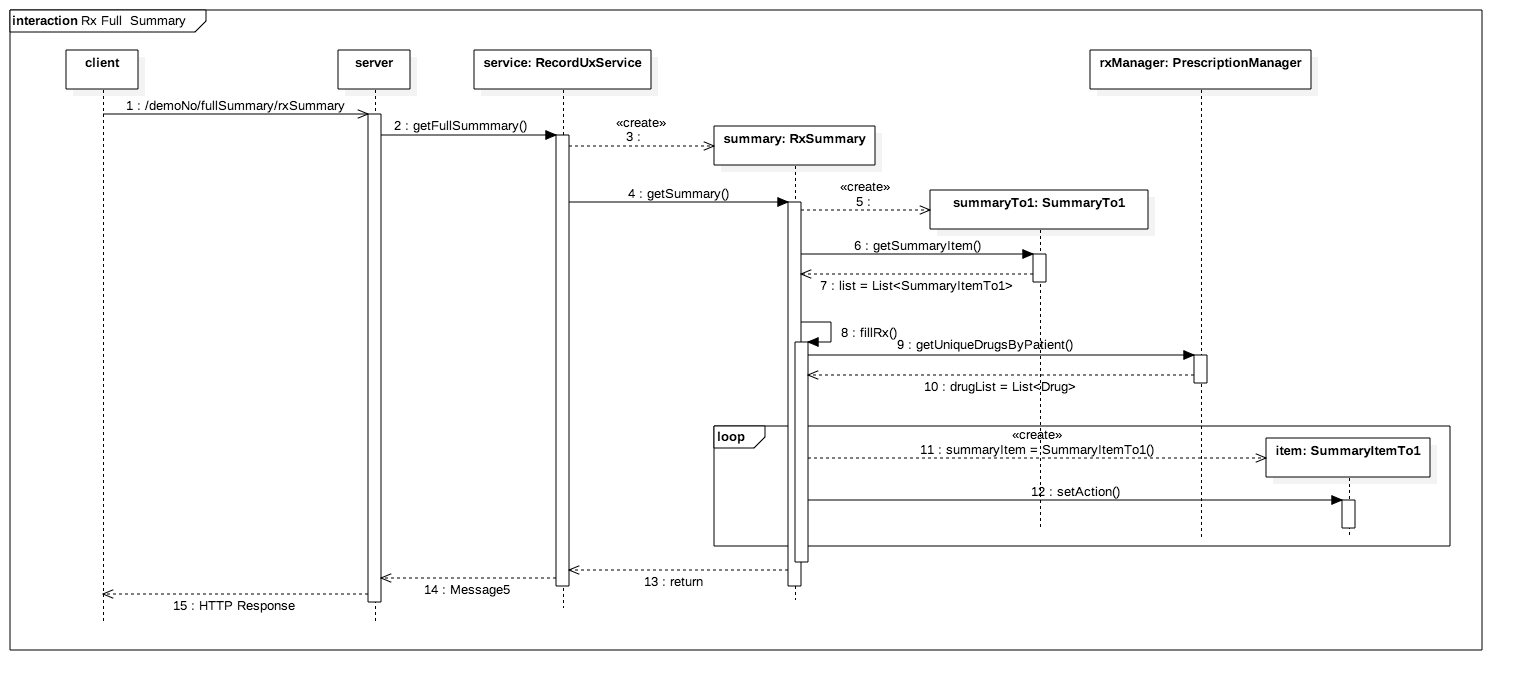 interaction Rx Full  Summary
client
server
service: RecordUxService
rxManager: PrescriptionManager
1 : /demoNo/fullSummary/rxSummary
2 : getFullSummmary()
«create»
3 :
summary: RxSummary
4 : getSummary()
«create»
5 :
summaryTo1: SummaryTo1
6 : getSummaryItem()
7 : list = List<SummaryItemTo1>
8 : fillRx()
9 : getUniqueDrugsByPatient()
10 : drugList = List<Drug>
loop
«create»
11 : summaryItem = SummaryItemTo1()
item: SummaryItemTo1
12 : setAction()
13 : return
14 : Message5
15 : HTTP Response